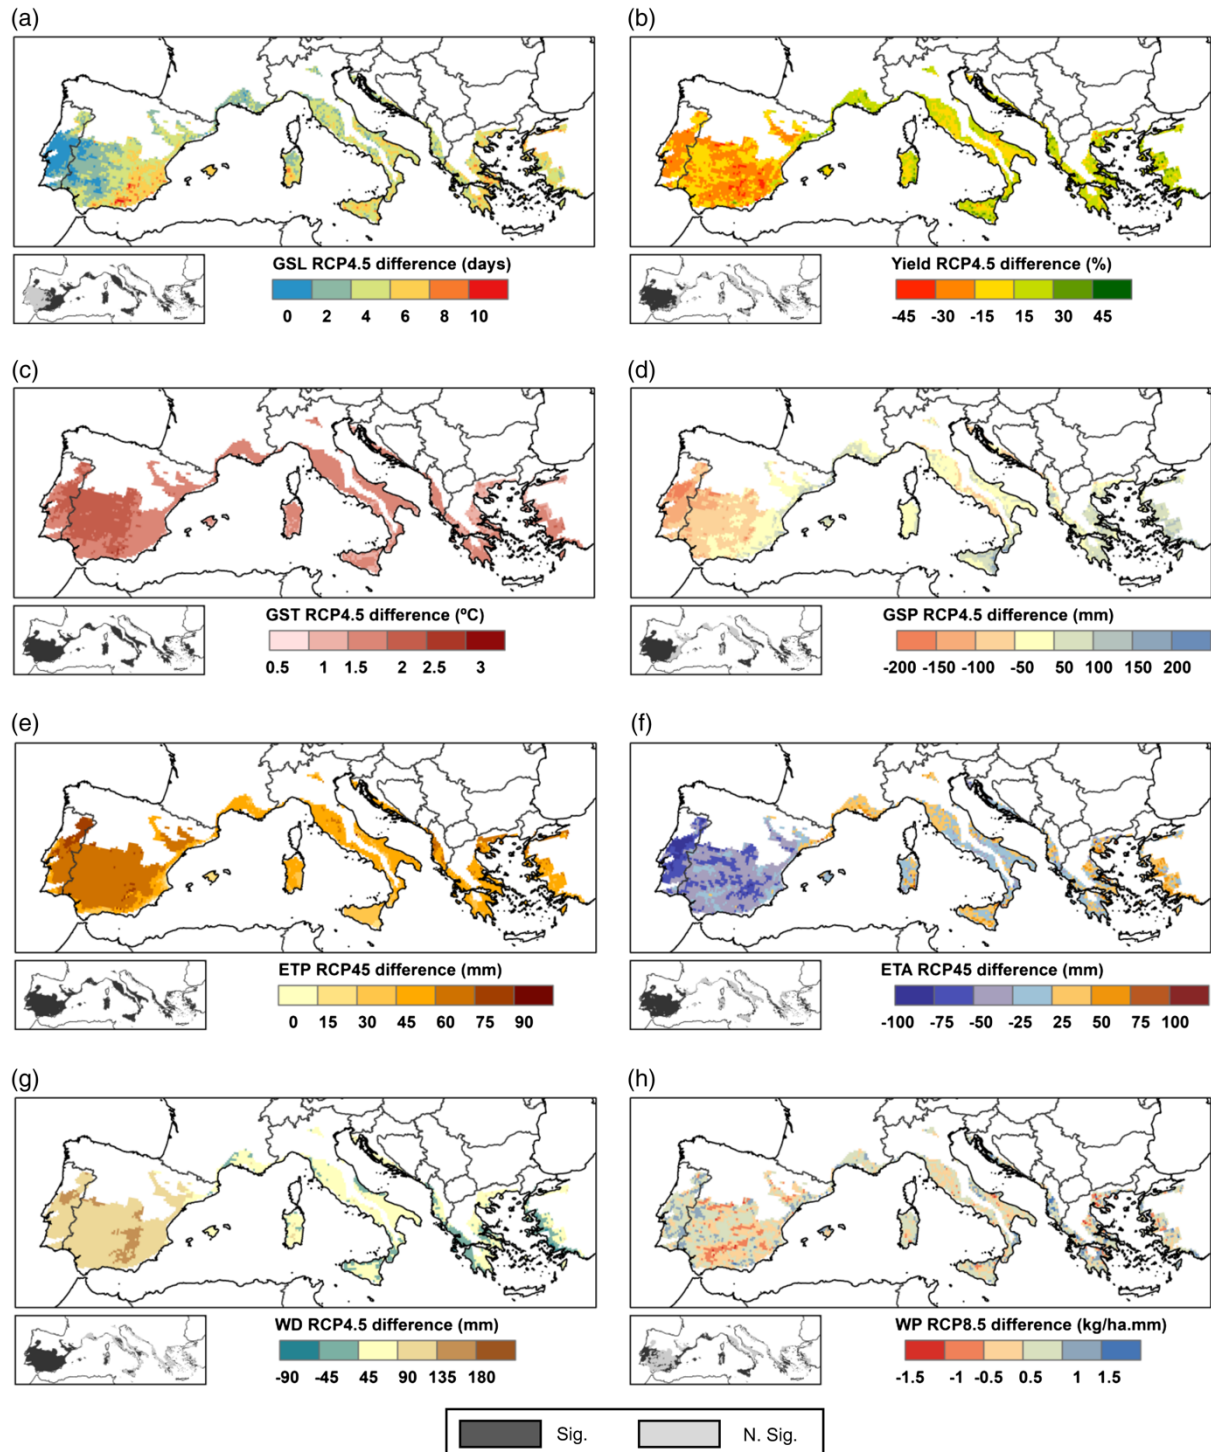 (a)
(b)
GSL RCP4.5 difference (days)
0 2 4 6 8 10
Yield RCP4.5 difference (%)
-45 -30 -15 15 30 45
(c)
(d)
GST RCP4.5 difference (ºC)
0.5 1 1.5 2 2.5 3
GSP RCP4.5 difference (mm)
-200 -150 -100 -50 50 100 150 200
(e)
(f)
ETP RCP45 difference (mm)
0 15 30 45 60 75 90
ETA RCP45 difference (mm)
-100 -75 -50 -25 25 50 75 100
(g)
(h)
WD RCP4.5 difference (mm)
-90 -45 45 90 135 180
WP RCP8.5 difference (kg/ha.mm)
-1.5 -1 -0.5 0.5 1 1.5
Sig. N. Sig.